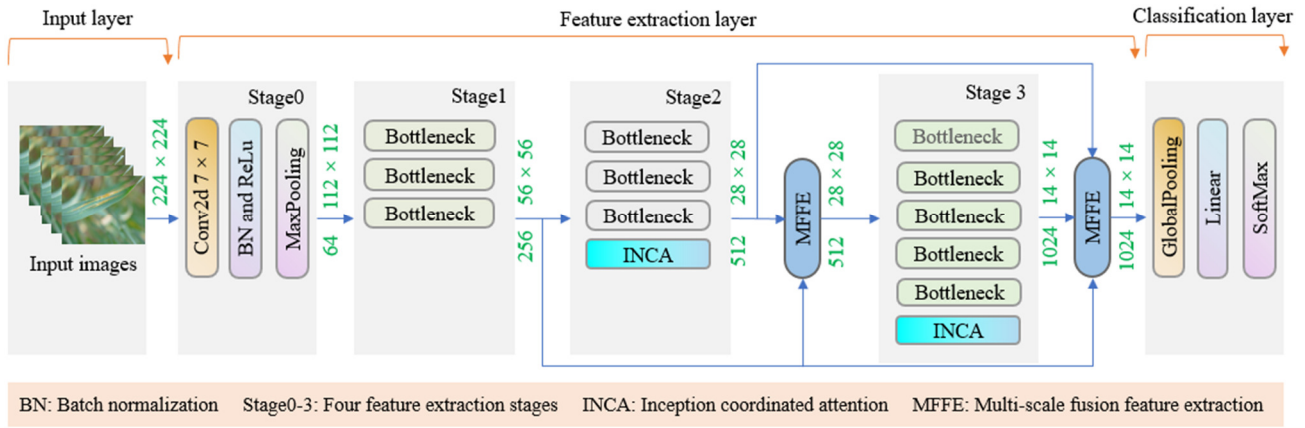 Input layer
Feature extraction layer
Classification layer
Input images
224 × 224
Stage0
Conv2d 7 × 7
BN and ReLu
MaxPooling
64 112 × 112
Stage1
Bottleneck
Bottleneck
Bottleneck
256 56 × 56
Stage2
Bottleneck
Bottleneck
Bottleneck
INCA
512 28 × 28
MFFE
512 28 × 28
Stage 3
Bottleneck
Bottleneck
Bottleneck
Bottleneck
Bottleneck
INCA
1024 14 × 14
MFFE
1024 14 × 14
GlobalPooling
Linear
SoftMax
BN: Batch normalization Stage0-3: Four feature extraction stages INCA: Inception coordinated attention MFFE: Multi-scale fusion feature extraction